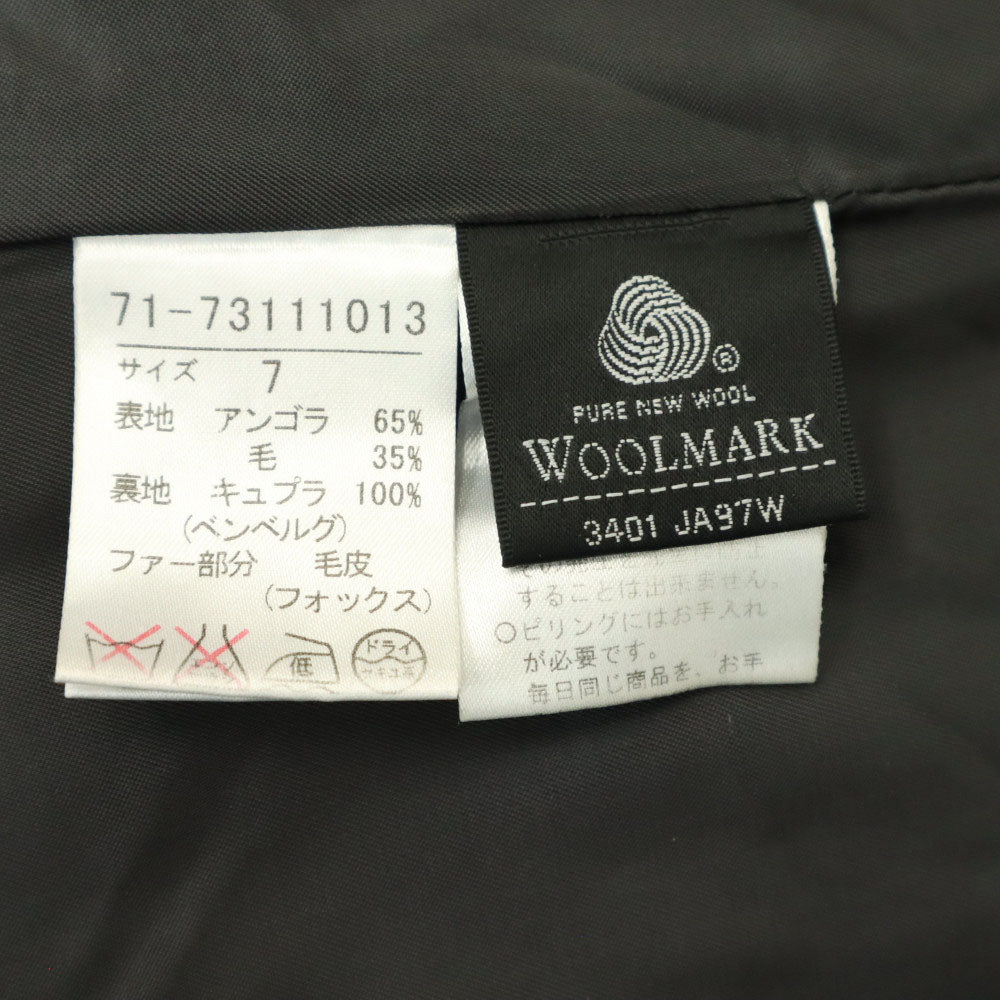 71-73111013
サイズ 7
表地 アンゴラ 65%
毛 35%
裏地 キュプラ 100%
(ベンベルグ)
ファー部分 毛皮
(フォックス)
低
ドライ
セキユ系
PURE NEW WOOL
WOOLMARK
3401 JA97W
することは出来ません。
○ピリングにはお手入れ
が必要です。
毎日同じ商品を、お手